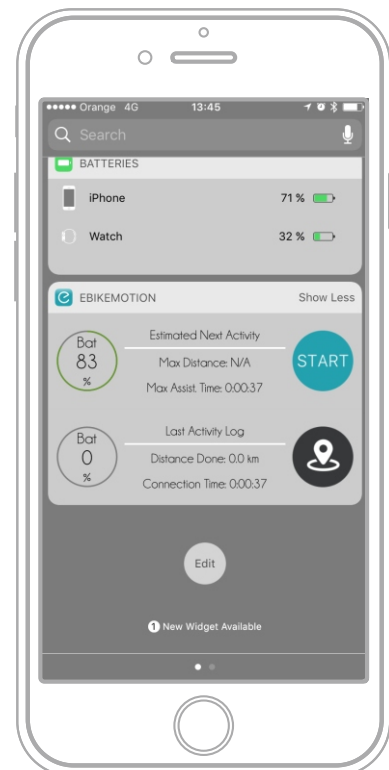 Orange 4G 13:45
Search
BATTERIES
iPhone 71 %
Watch 32 %
EBIKEMOTION Show Less
Bat
83
%
Estimated Next Activity
Max Distance: N/A
Max Assist. Time: 0:00:37
START
Bat
0
%
Last Activity Log
Distance Done: 0.0 km
Connection Time: 0:00:37
Edit
1 New Widget Available